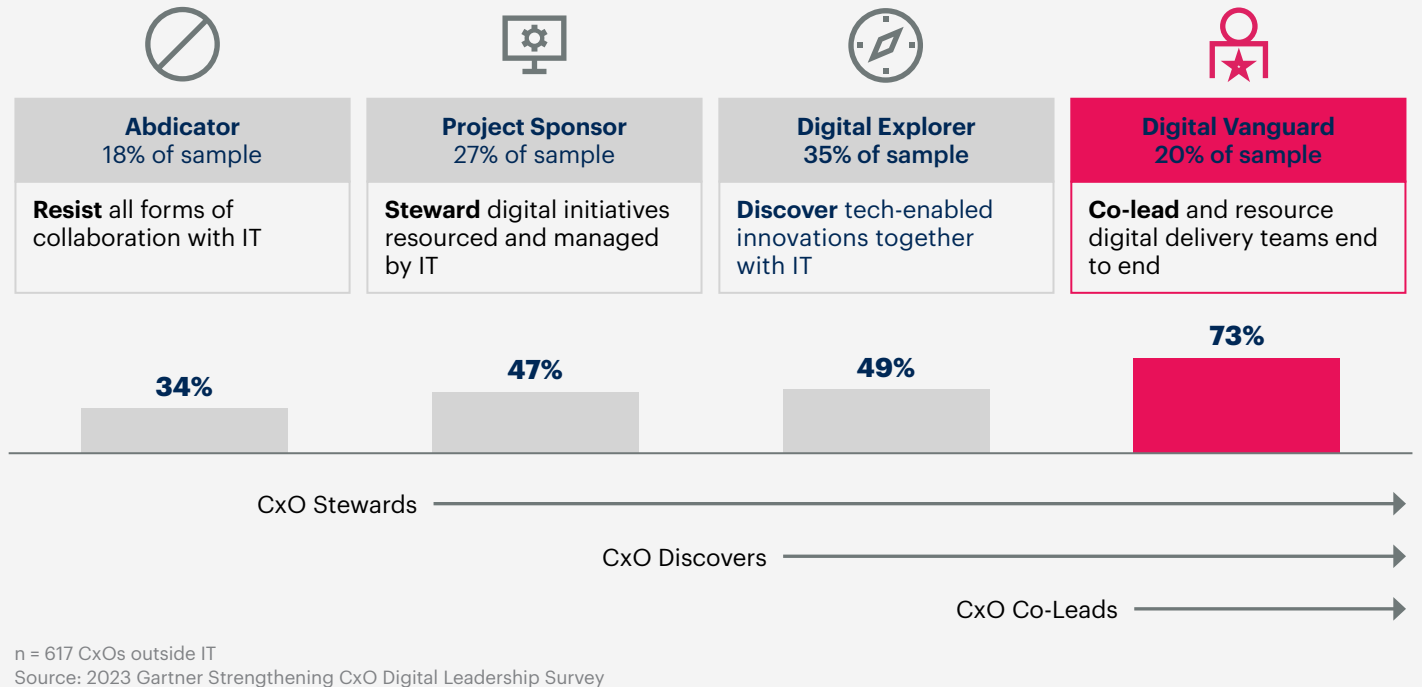 Abdicator
18% of sample
Resist all forms of
collaboration with IT
Project Sponsor
27% of sample
Steward digital initiatives
resourced and managed
by IT
Digital Explorer
35% of sample
Discover tech-enabled
innovations together
with IT
Digital Vanguard
20% of sample
Co-lead and resource
digital delivery teams end
to end
34%
47%
49%
73%
CxO Stewards
CxO Discovers
CxO Co-Leads
n = 617 CxOs outside IT
Source: 2023 Gartner Strengthening CxO Digital Leadership Survey